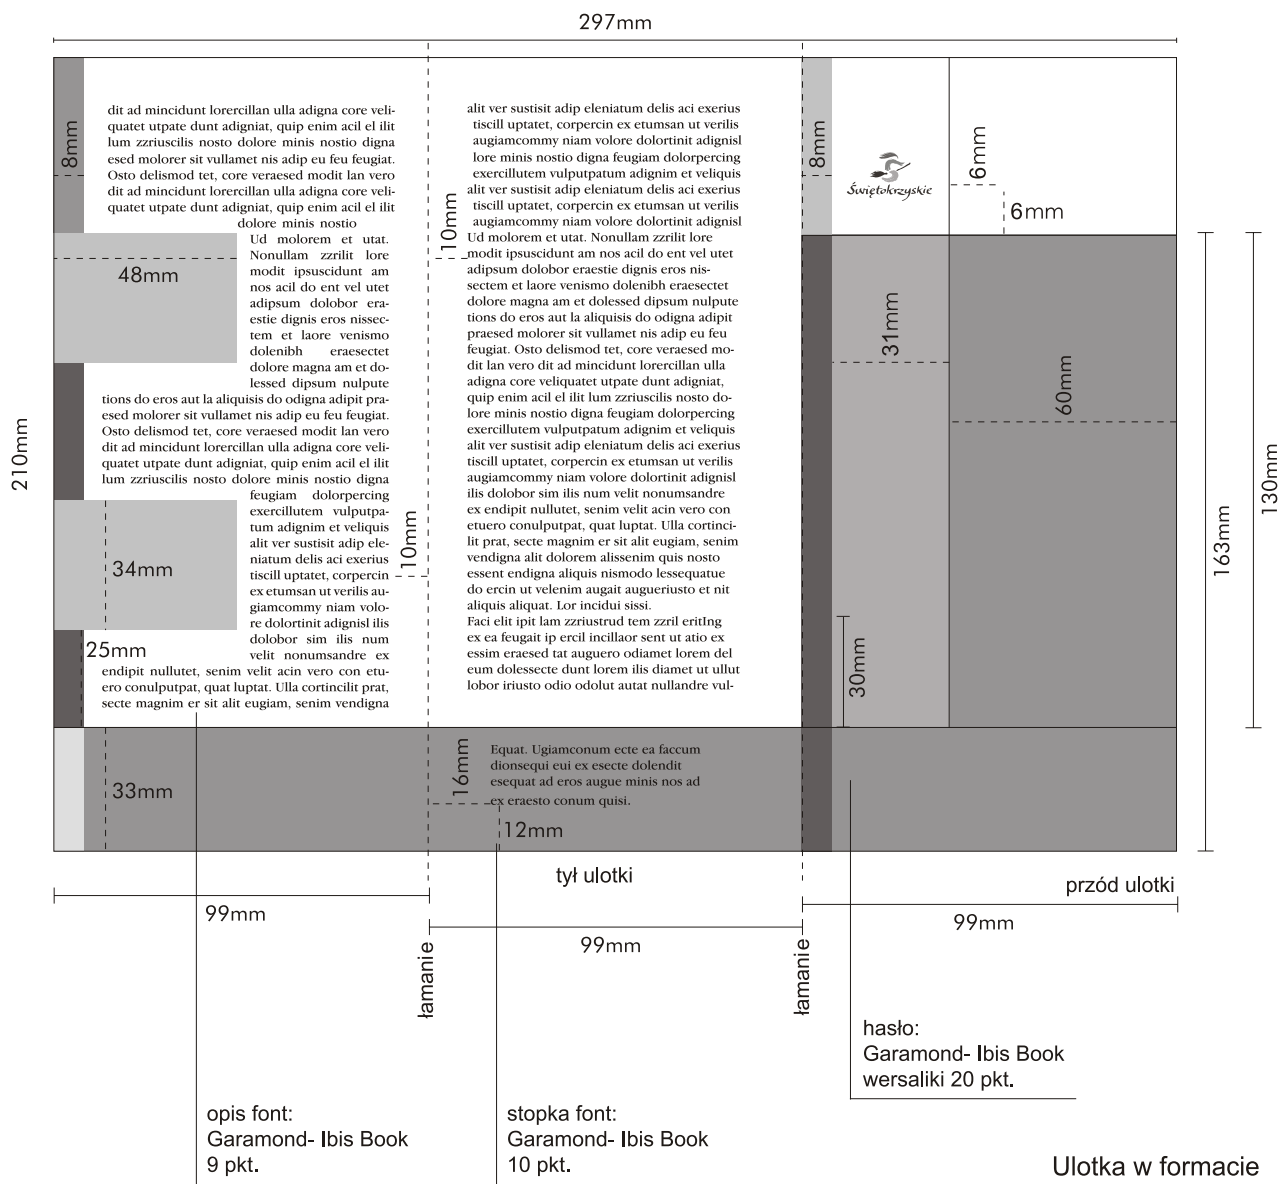 297mm
8mm
dit ad mincidunt lorercillan ulla adigna core veli-
quatet utpate dunt adigniat, quip enim acil el ilit
lum zzriuscilis nosto dolore minis nostio digna
esed molorer sit vullamet nis adip eu feu feugiat.
Osto delismod tet, core veraesed modit lan vero
dit ad mincidunt lorercillan ulla adigna core veli-
quatet utpate dunt adigniat, quip enim acil el ilit
dolore minis nostio
Ud molorem et utat.
Nonullam zzrilit lore
modit ipsuscidunt am
nos acil do ent vel utet
adipsum dolobor era-
estie dignis eros nissec-
tem et laore venismo
dolenibh eraesectet
dolore magna am et do-
lessed dipsum nulpute
tions do eros aut la aliquisis do odigna adipit pra-
esed molorer sit vullamet nis adip eu feu feugiat.
Osto delismod tet, core veraesed modit lan vero
dit ad mincidunt lorercillan ulla adigna core veli-
quatet utpate dunt adigniat, quip enim acil el ilit
lum zzriuscilis nosto dolore minis nostio digna
feugiam dolorpercing
exercillutem vulputpa-
tum adignim et veliquis
alit ver sustisit adip ele-
niatum delis aci exerius
tiscill uptatet, corpercin
ex etumsan ut verilis au-
giamcommy niam volo-
re dolortinit adignisl ilis
dolobor sim ilis num
velit nonumsandre ex
endipit nullutet, senim velit acin vero con etu-
ero conulputpat, quat luptat. Ulla cortincilit prat,
secte magnim er sit alit eugiam, senim vendigna
48mm
34mm
25mm
33mm
210mm
10mm
10mm
alit ver sustisit adip eleniatum delis aci exerius
tiscill uptatet, corpercin ex etumsan ut verilis
augiamcommy niam volore dolortinit adignisl
lore minis nostio digna feugiam dolorpercing
exercillutem vulputpatum adignim et veliquis
alit ver sustisit adip eleniatum delis aci exerius
tiscill uptatet, corpercin ex etumsan ut verilis
augiamcommy niam volore dolortinit adignisl
Ud molorem et utat. Nonullam zzrilit lore
modit ipsuscidunt am nos acil do ent vel utet
adipsum dolobor eraestie dignis eros nis-
sectem et laore venismo dolenibh eraesectet
dolore magna am et dolessed dipsum nulpute
tions do eros aut la aliquisis do odigna adipit
praesed molorer sit vullamet nis adip eu feu
feugiat. Osto delismod tet, core veraesed mo-
dit lan vero dit ad mincidunt lorercillan ulla
adigna core veliquatet utpate dunt adigniat,
quip enim acil el ilit lum zzriuscilis nosto do-
lore minis nostio digna feugiam dolorpercing
exercillutem vulputpatum adignim et veliquis
alit ver sustisit adip eleniatum delis aci exerius
tiscill uptatet, corpercin ex etumsan ut verilis
augiamcommy niam volore dolortinit adignisl
ilis dolobor sim ilis num velit nonumsandre
ex endipit nullutet, senim velit acin vero con
etuero conulputpat, quat luptat. Ulla cortinci-
lit prat, secte magnim er sit alit eugiam, senim
vendigna alit dolorem alissenim quis nosto
essent endigna aliquis nismodo lessequatue
do ercin ut velenim augait augueriusto et nit
aliquis aliquat. Lor incidui sissi.
Faci elit ipit lam zzriustrud tem zzril eritIng
ex ea feugait ip ercil incillaor sent ut atio ex
essim eraesed tat auguero odiamet lorem del
eum dolessecte dunt lorem ilis diamet ut ullut
lobor iriusto odio odolut autat nullandre vul-
16mm
Equat. Ugiamconum ecte ea faccum
dionsequi eui ex esecte dolendit
esequat ad eros augue minis nos ad
ex eraesto conum quisi.
12mm
8mm
Świętokrzyskie
6mm
6mm
31mm
60mm
30mm
163mm
130mm
tył ulotki
przód ulotki
99mm
99mm
99mm
łamanie
łamanie
hasło:
Garamond- Ibis Book
wersaliki 20 pkt.
opis font:
Garamond- Ibis Book
9 pkt.
stopka font:
Garamond- Ibis Book
10 pkt.
Ulotka w formacie